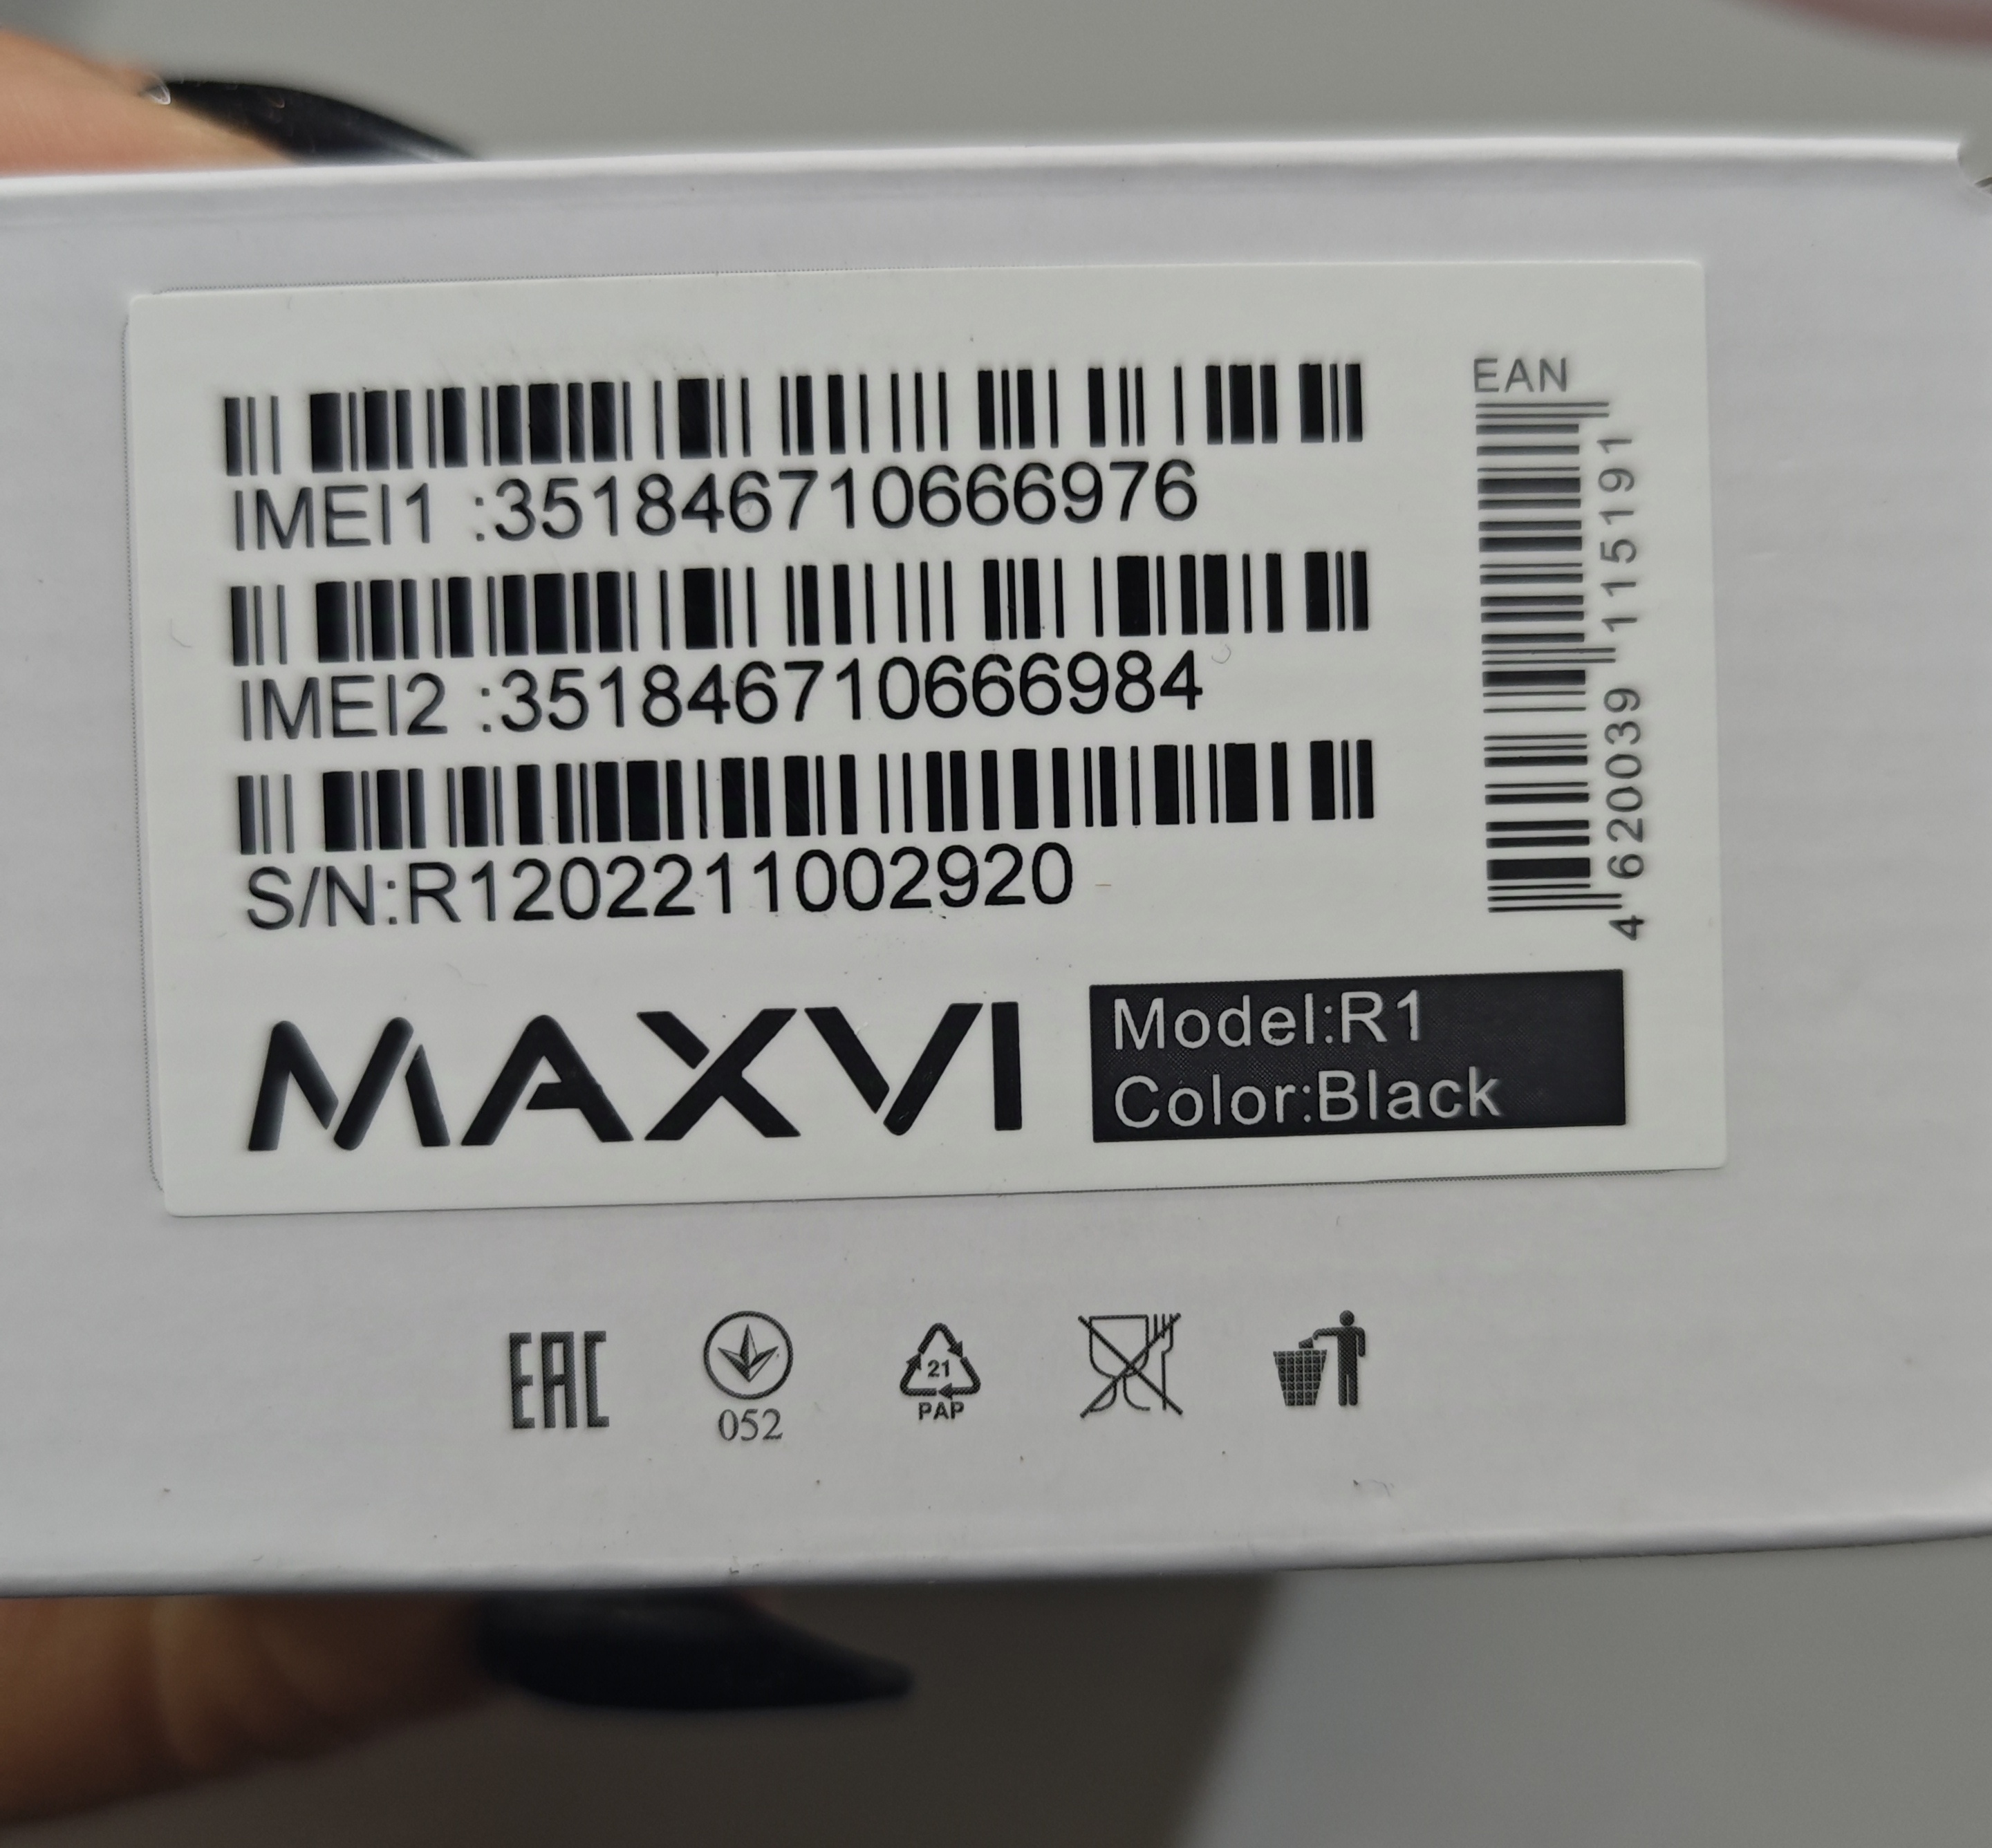 IMEI1 :351846710666976
IMEI2 :351846710666984
S/N:R1202211002920
EAN
4 620039 115191
MAXVI
Model:R1
Color:Black
EAC
052
21
PAP